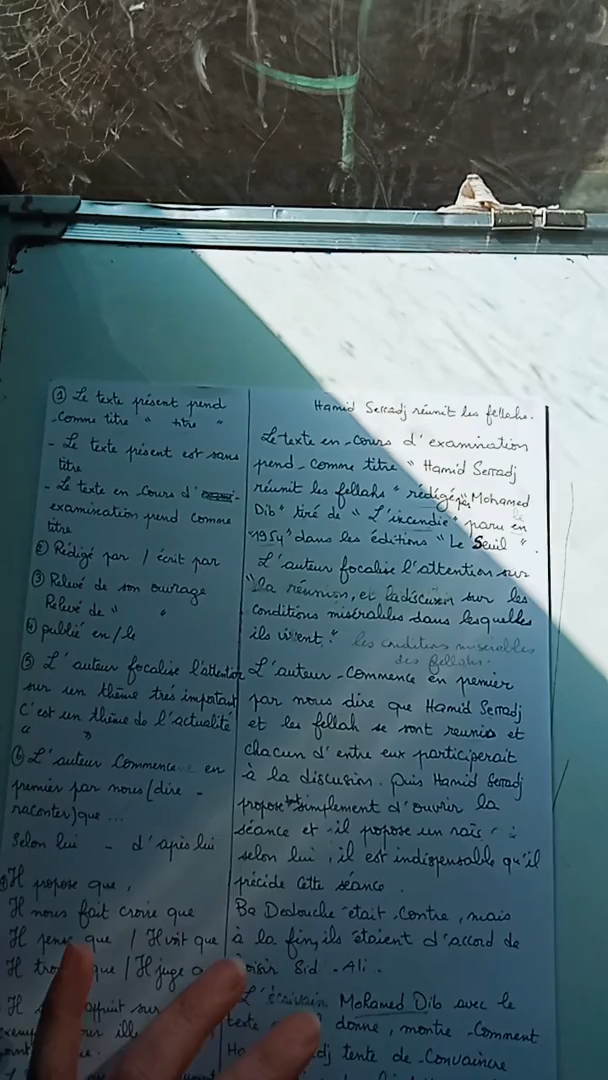 ① Le texte présent prend
comme titre " titre "
- Le texte présent est sans
titre
- Le texte en cours d'
examination prend comme
titre
② Rédigé par / écrit par
③ Relevé de son ouvrage
Relevé de " "
④ publié en / le
⑤ L'auteur focalise l'attention
sur un thème très important
C'est un thème de l'actualité
" "
⑥ L'auteur Commence en
premier par nous (dire -
raconter) que ...
Selon lui - d'après lui
Il propose que,
Il nous fait croire que
Il pense que / Il voit que
Il que / Il juge
Il sur
Hamid Serradj réunit les fellahs.
Le texte en cours d'examination
prend comme titre " Hamid Serradj
réunit les fellahs " rédigé par Mohamed
Dib " tiré de " L'incendie " paru en
"1954" dans les éditions " Le Seuil ".
L'auteur focalise l'attention sur
"la réunion, et la discusin sur les
conditions misérables dans lesquelles
ils vivent." les conditions misérables
des fellahs.
L'auteur commence en premier
par nous dire que Hamid Serradj
et les fellah se sont reunis et
chacun d'entre eux participerait
à la discusion. Puis Hamid Serradj
propose simplement d'ouvrir la
séance et il propose un raïs :
selon lui, il est indispensable qu'il
précide cette séance.
Ba Dedouche était contre, mais
à la fin, ils étaient d'accord de
Sid - Ali.
L'écrivain Mohamed Dib avec le
texte donne, montre comment
tente de convaincre